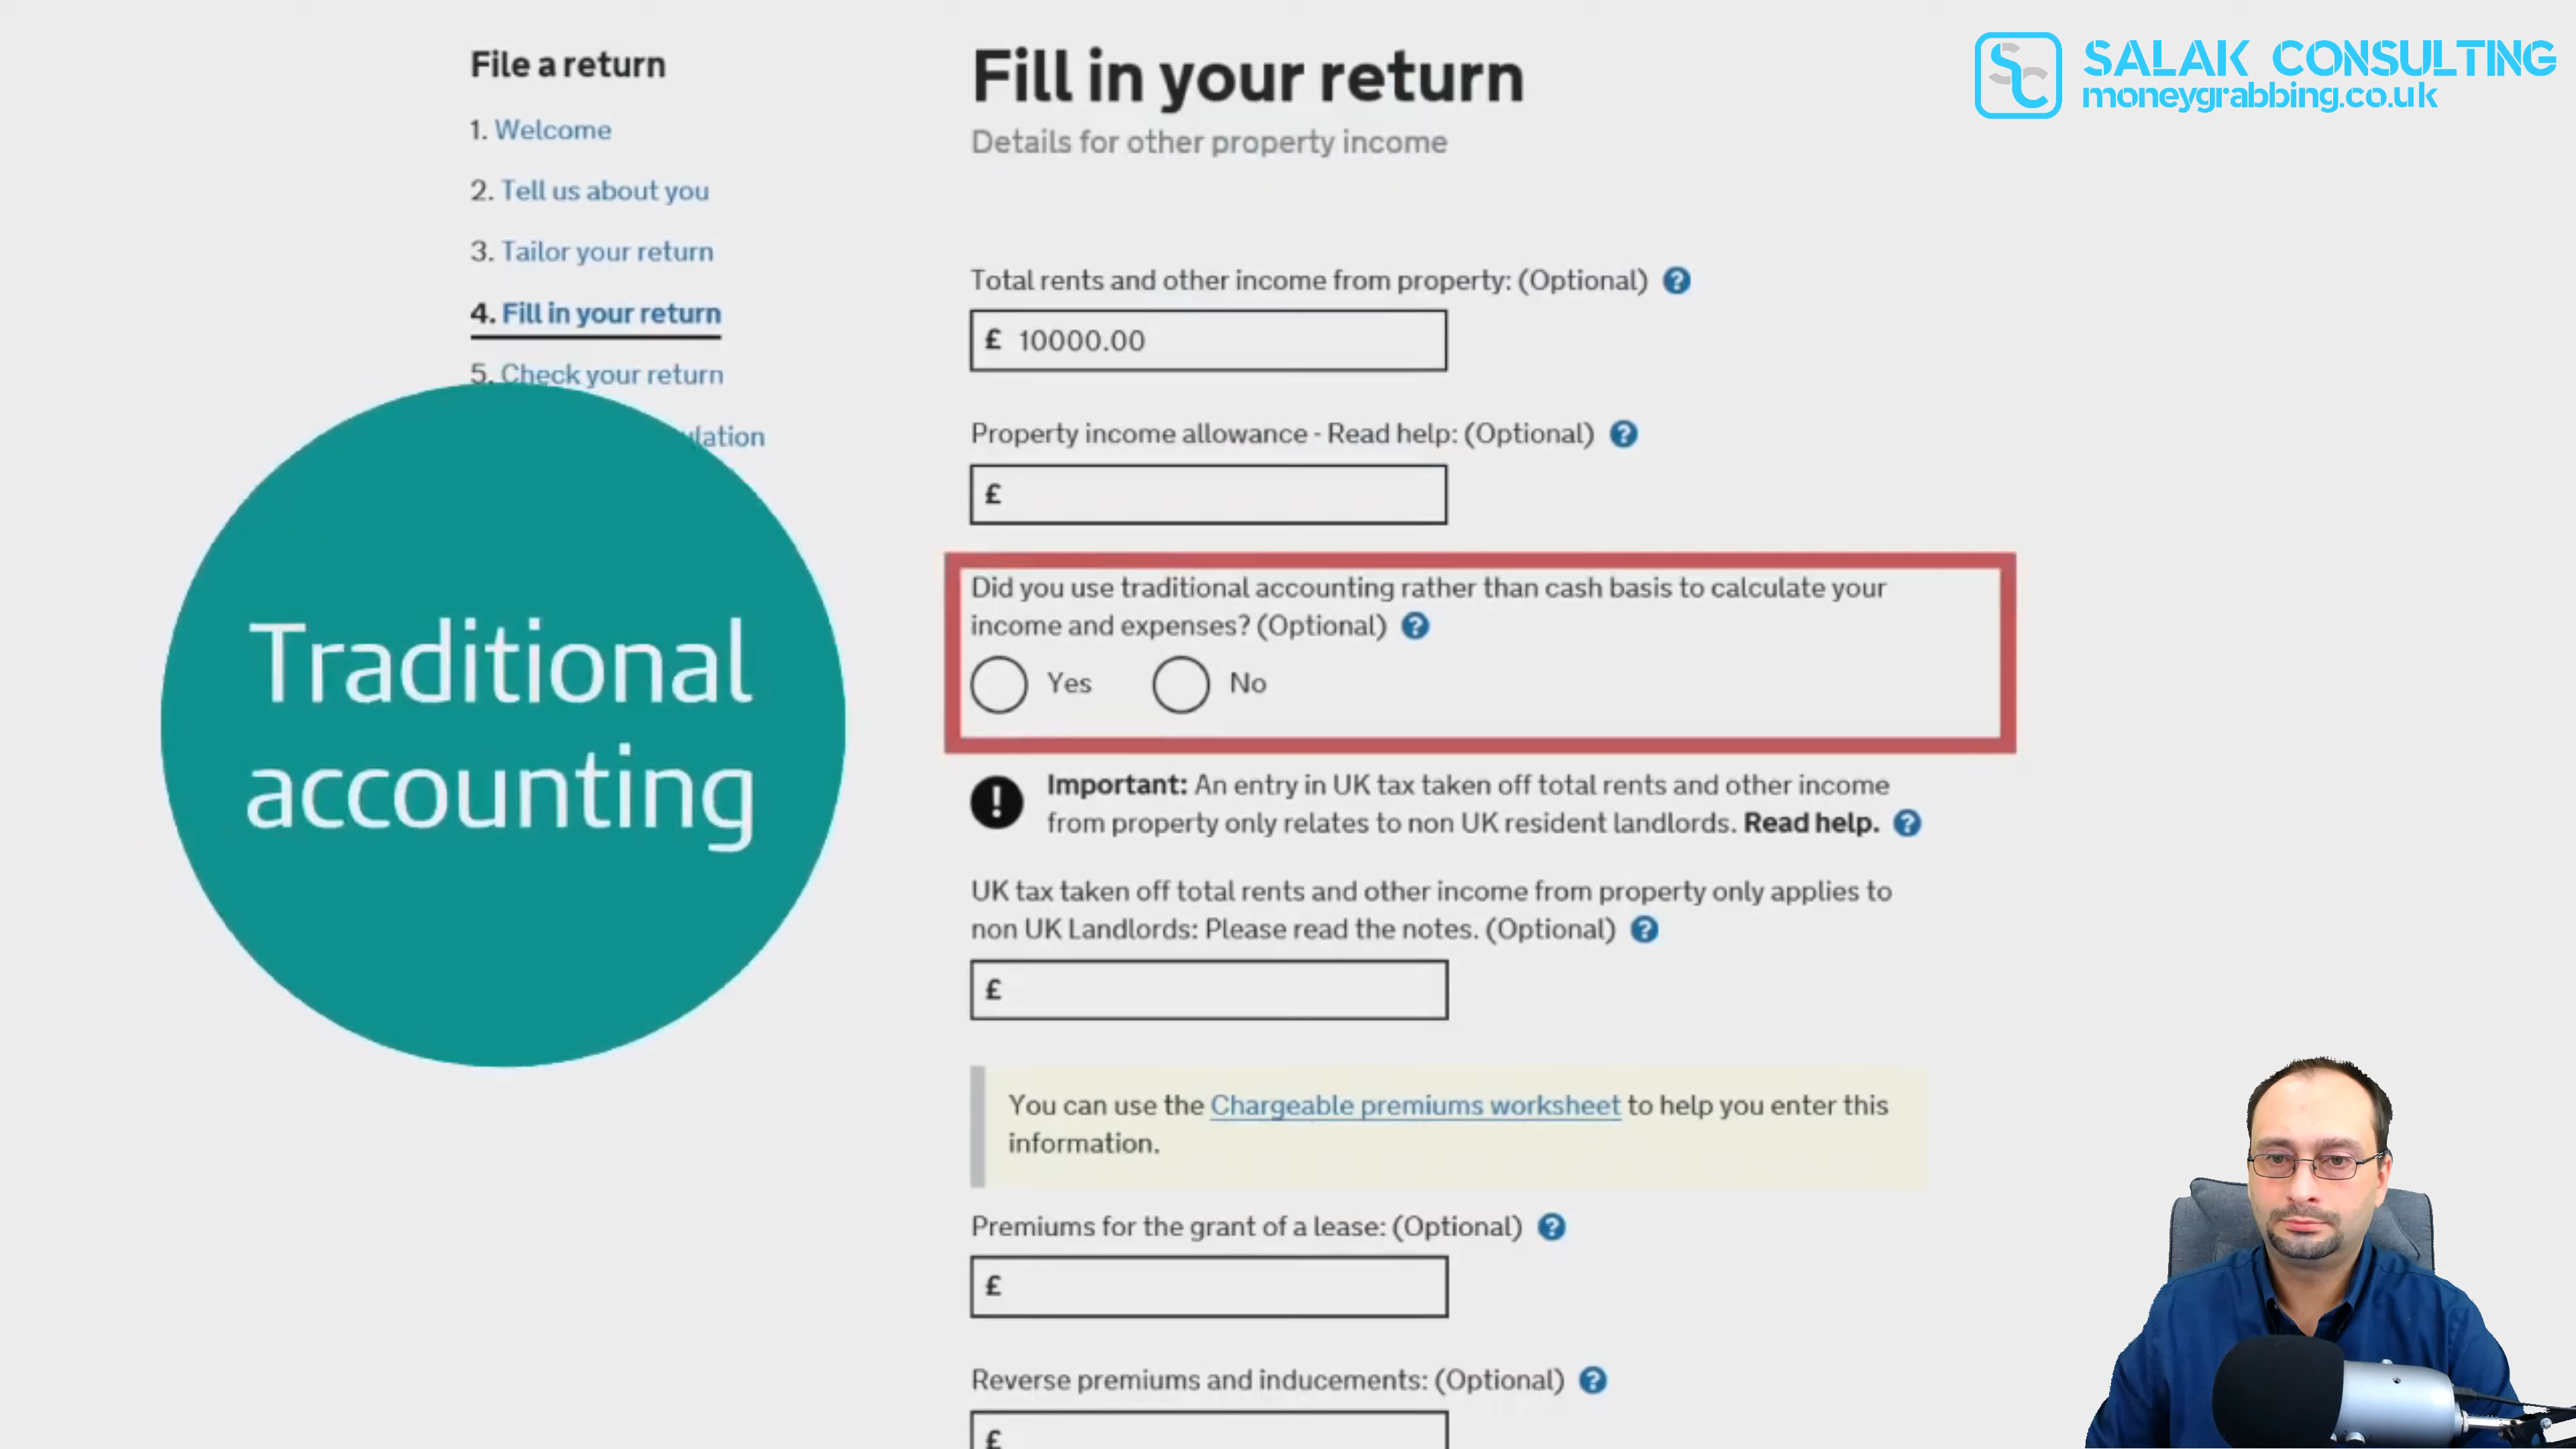 File a return
1. Welcome
2. Tell us about you
3. Tailor your return
4. Fill in your return
5. Check your return
Traditional
accounting
Fill in your return
Details for other property income
Total rents and other income from property: (Optional) ?
£ 10000.00
Property income allowance - Read help: (Optional) ?
£
Did you use traditional accounting rather than cash basis to calculate your
income and expenses? (Optional) ?
Yes No
! Important: An entry in UK tax taken off total rents and other income
from property only relates to non UK resident landlords. Read help. ?
UK tax taken off total rents and other income from property only applies to
non UK Landlords: Please read the notes. (Optional) ?
£
You can use the Chargeable premiums worksheet to help you enter this
information.
Premiums for the grant of a lease: (Optional) ?
£
Reverse premiums and inducements: (Optional) ?
£
SC SALAK CONSULTING
moneygrabbing.co.uk